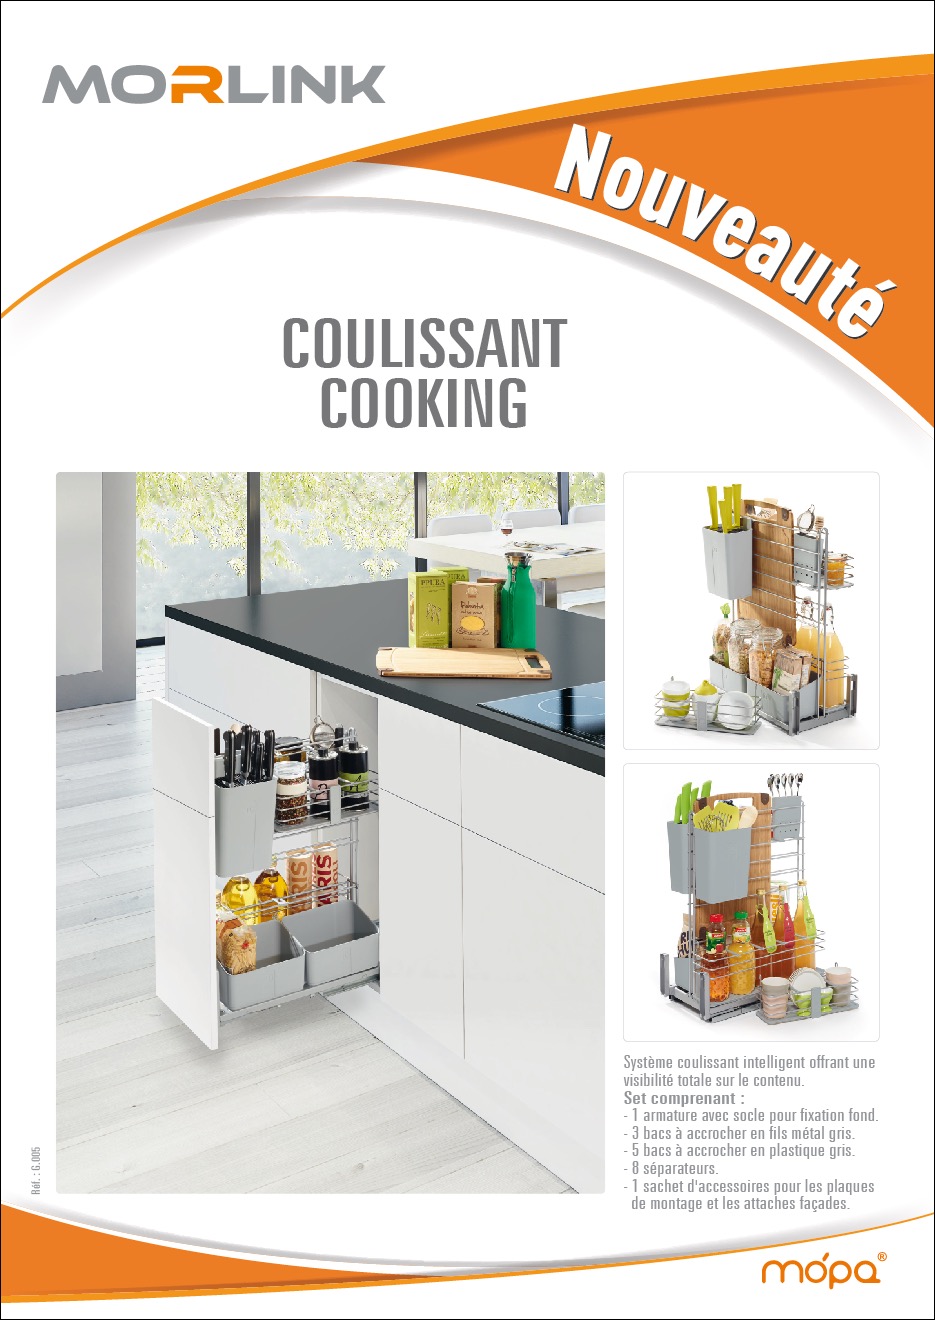 MORLINK
Nouveauté
COULISSANT
COOKING
Système coulissant intelligent offrant une
visibilité totale sur le contenu.
Set comprenant :
- 1 armature avec socle pour fixation fond.
- 3 bacs à accrocher en fils métal gris.
- 5 bacs à accrocher en plastique gris.
- 8 séparateurs.
- 1 sachet d'accessoires pour les plaques
de montage et les attaches façades.
Réf. : G.005
mópa®